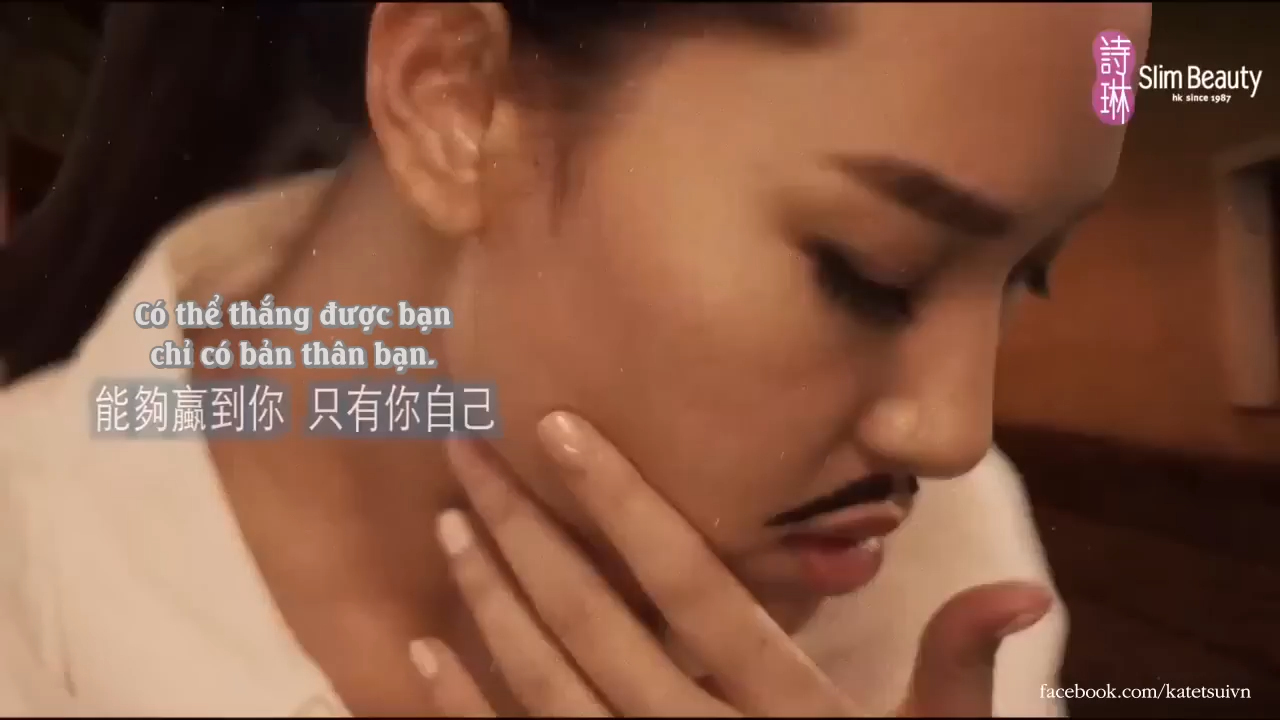 詩琳
Slim Beauty
hk since 1987
Có thể thắng được bạn
chỉ có bản thân bạn.
能夠贏到你 只有你自己
facebook.com/katetsuivn